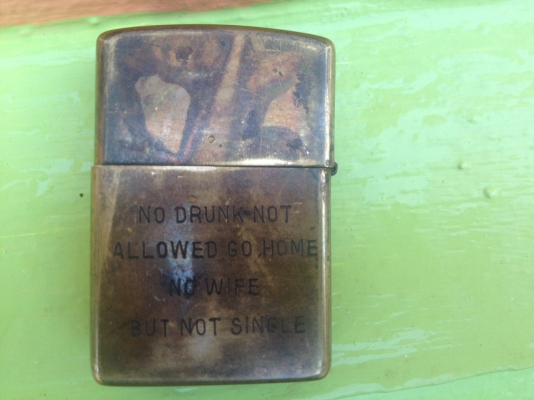 NO DRUNK NOT
ALLOWED GO HOME
NO WIFE
BUT NOT SINGLE